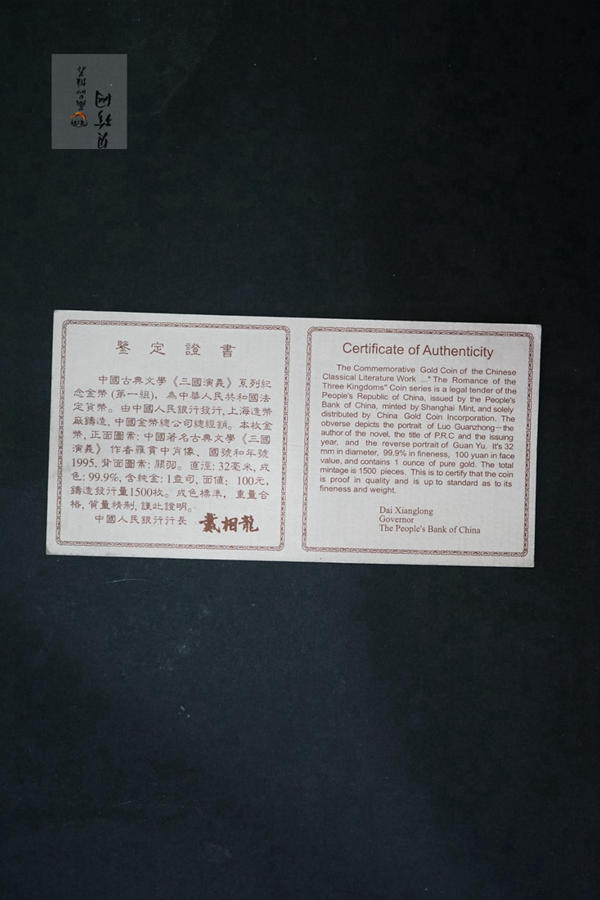 鑒定證書
中國古典文學《三國演義》系列紀
念金幣(第一組)，為中華人民共和國法
定貨幣。由中國人民銀行發行，上海造幣
廠鑄造，中國金幣總公司總經銷。本枚金
幣，正面圖案：中國著名古典文學《三國
演義》作者羅貫中肖像、國號和年號
1995，背面圖案：關羽。直徑：32毫米，成
色：99.9%，含純金：1盎司，面值：100元，
鑄造發行量1500枚。成色標準，重量合
格，質量精制，謹此證明。
中國人民銀行行長 戴相龍
Certificate of Authenticity
The Commemorative Gold Coin of the Chinese
Classical Literature Work ..." The Romance of the
Three Kingdoms" Coin series is a legal tender of the
People's Republic of China, issued by the People's
Bank of China, minted by Shanghai Mint, and solely
distributed by China Gold Coin Incorporation. The
obverse depicts the portrait of Luo Guanzhong—the
author of the novel, the title of P.R.C and the issuing
year, and the reverse portrait of Guan Yu. It's 32
mm in diameter, 99.9% in fineness, 100 yuan in face
value, and contains 1 ounce of pure gold. The total
mintage is 1500 pieces. This is to certify that the coin
is proof in quality and is up to standard as to its
fineness and weight.
Dai Xianglong
Governor
The People's Bank of China